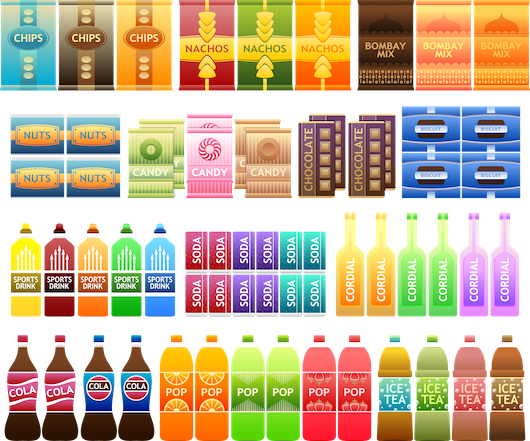 CHIPS CHIPS CHIPS NACHOS NACHOS NACHOS
BOMBAY BOMBAY BOMBAY
MIX MIX MIX
NUTS NUTS
BISCUIT BISCUIT
CANDY CANDY CANDY
CHOCOLATE CHOCOLATE
NUTS NUTS
BISCUIT BISCUIT
SPORTS SPORTS SPORTS SPORTS SPORTS
DRINK DRINK DRINK DRINK DRINK
SODA SODA SODA SODA SODA SODA
SODA SODA SODA SODA SODA SODA
CORDIAL CORDIAL CORDIAL CORDIAL CORDIAL CORDIAL
COLA COLA COLA COLA
POP POP POP POP POP POP
ICE ICE ICE ICE
TEA TEA TEA TEA